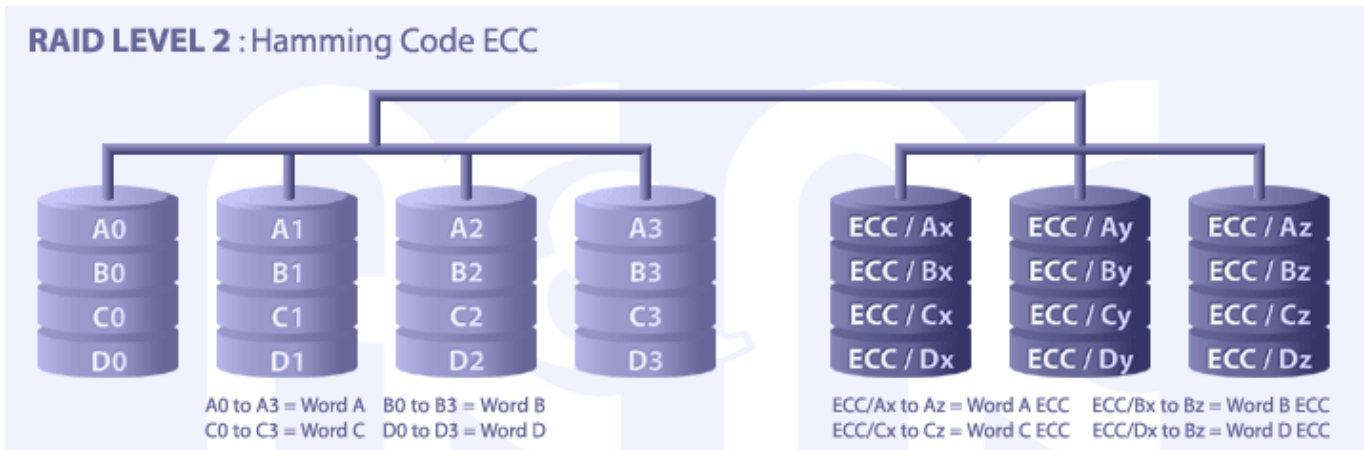 RAID LEVEL 2 : Hamming Code ECC
A0 A1 A2 A3 ECC / Ax ECC / Ay ECC / Az
B0 B1 B2 B3 ECC / Bx ECC / By ECC / Bz
C0 C1 C2 C3 ECC / Cx ECC / Cy ECC / Cz
D0 D1 D2 D3 ECC / Dx ECC / Dy ECC / Dz
A0 to A3 = Word A B0 to B3 = Word B ECC/Ax to Az = Word A ECC ECC/Bx to Bz = Word B ECC
C0 to C3 = Word C D0 to D3 = Word D ECC/Cx to Cz = Word C ECC ECC/Dx to Bz = Word D ECC